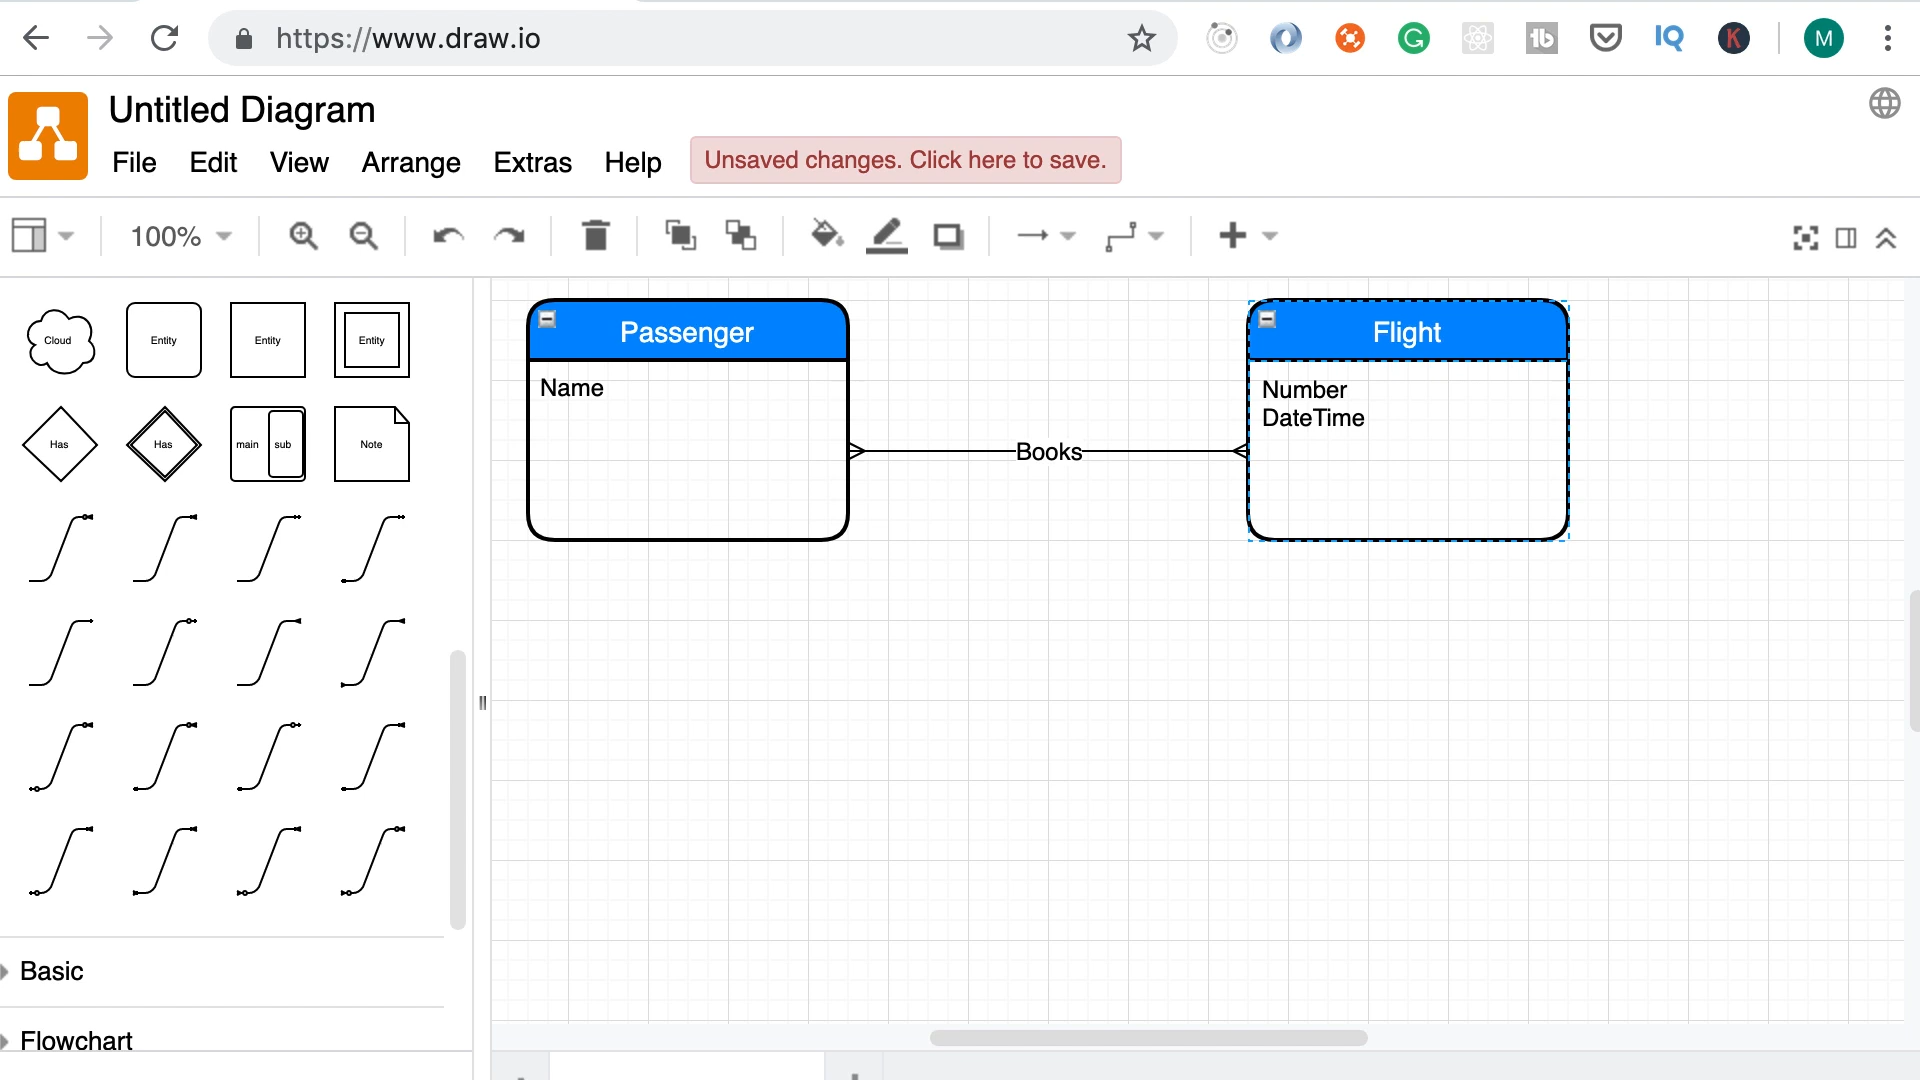 https://www.draw.io
IQ
K
M
Untitled Diagram
File Edit View Arrange Extras Help
Unsaved changes. Click here to save.
100%
Cloud Entity Entity Entity
Has Has main sub Note
Basic
Flowchart
Passenger
Name
Books
Flight
Number
DateTime